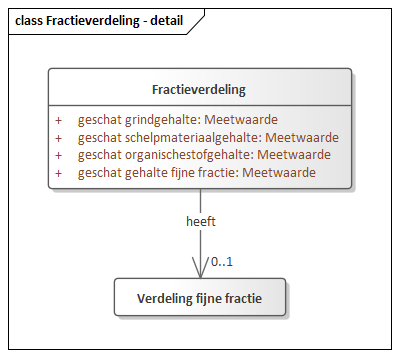 class Fractieverdeling - detail
Fractieverdeling
+ geschat grindgehalte: Meetwaarde
+ geschat schelpmateriaalgehalte: Meetwaarde
+ geschat organischestofgehalte: Meetwaarde
+ geschat gehalte fijne fractie: Meetwaarde
heeft
0..1
Verdeling fijne fractie